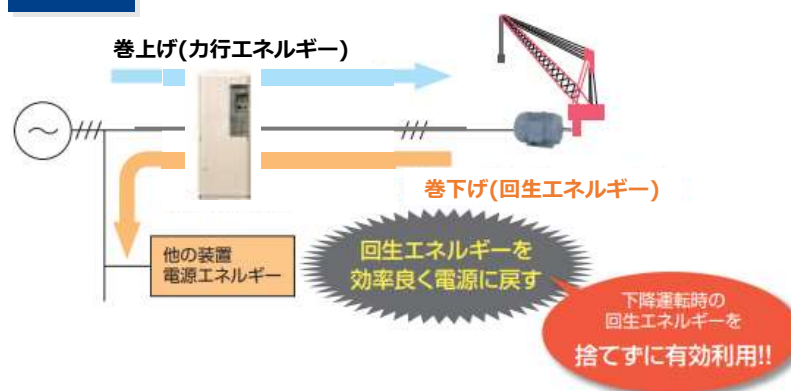 巻上げ(力行エネルギー)
巻下げ(回生エネルギー)
他の装置
電源エネルギー
回生エネルギーを
効率良く電源に戻す
下降運転時の
回生エネルギーを
捨てずに有効利用!!